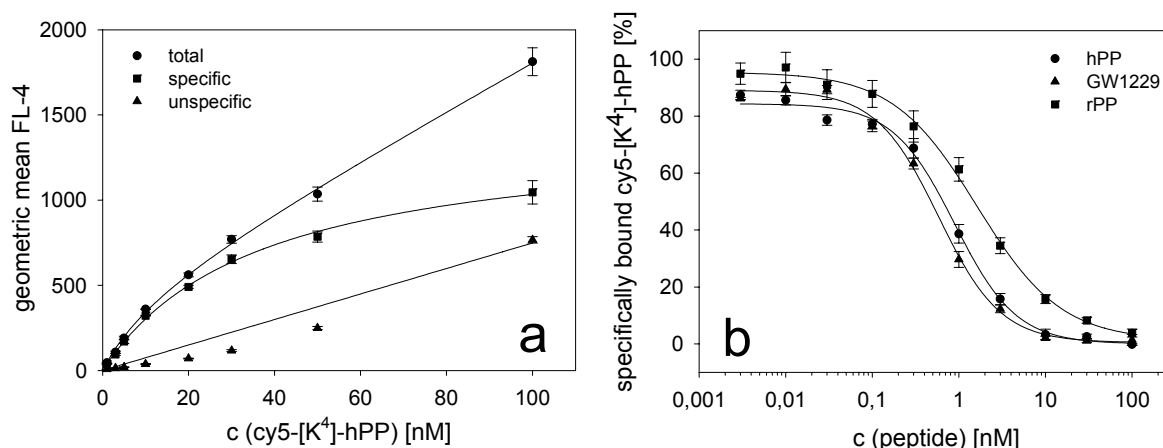 2000
1500
1000
500
0
geometric mean FL-4
total
specific
unspecific
a
0 20 40 60 80 100
c (cy5-[K⁴]-hPP) [nM]
100
80
60
40
20
0
specifically bound cy5-[K⁴]-hPP [%]
hPP
GW1229
rPP
b
0,001 0,01 0,1 1 10 100
c (peptide) [nM]